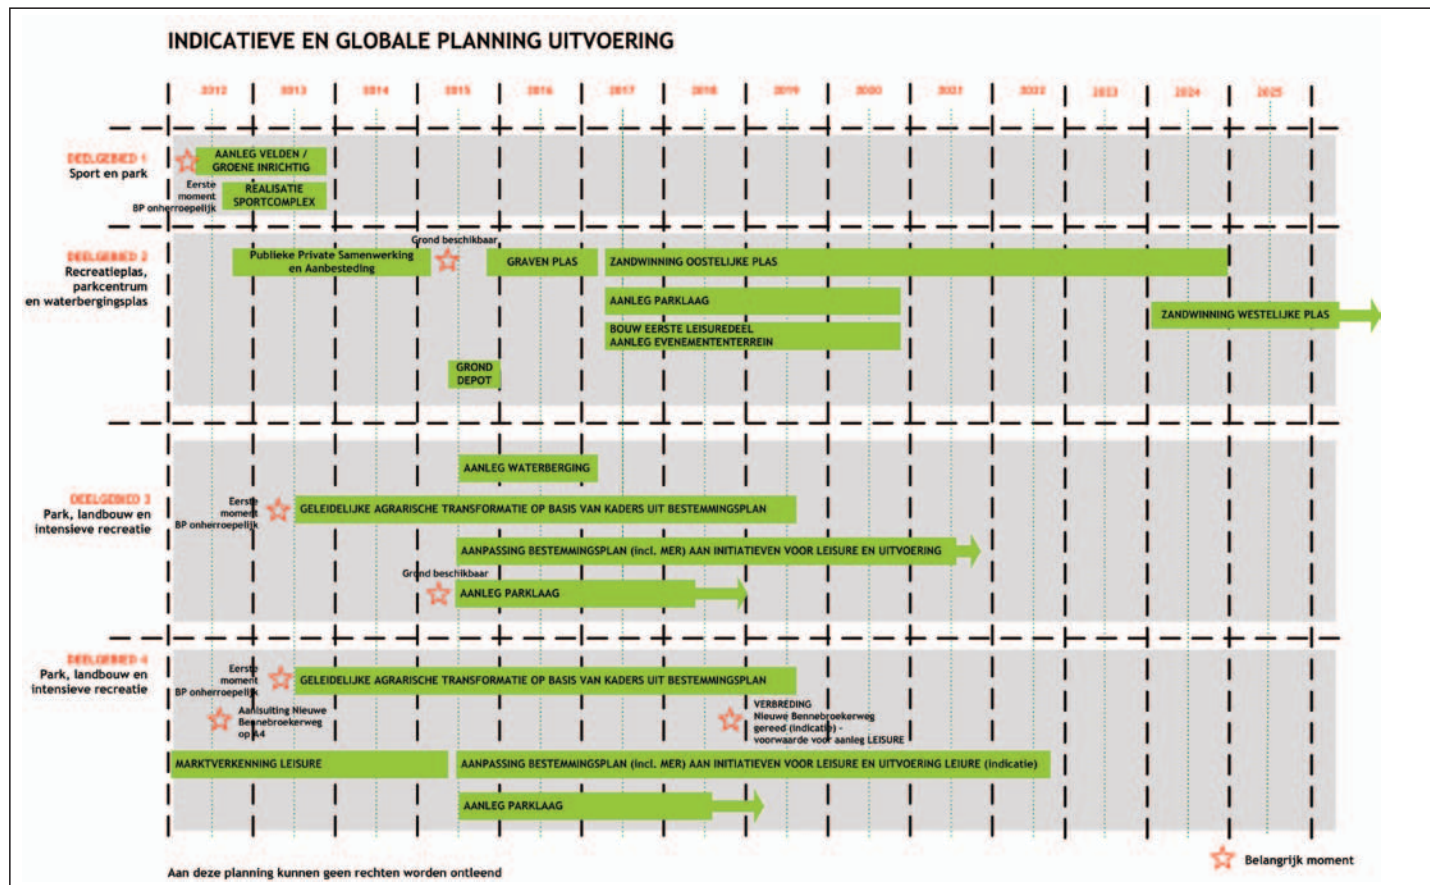 INDICATIEVE EN GLOBALE PLANNING UITVOERING
2012 2013 2014 2015 2016 2017 2018 2019 2020 2021 2022 2023 2024 2025
DEELGEBIED 1
Sport en park
Eerste
moment
BP onherroepelijk
AANLEG VELDEN /
GROENE INRICHTIG
REALISATIE
SPORTCOMPLEX
DEELGEBIED 2
Recreatieplas,
parkcentrum
en waterbergingsplas
Publieke Private Samenwerking
en Aanbesteding
Grond beschikbaar
GRAVEN PLAS
ZANDWINNING OOSTELIJKE PLAS
AANLEG PARKLAAG
ZANDWINNING WESTELIJKE PLAS
BOUW EERSTE LEISUREDEEL
AANLEG EVENEMENTENTERREIN
GROND
DEPOT
DEELGEBIED 3
Park, landbouw en
intensieve recreatie
AANLEG WATERBERGING
Eerste
moment
BP onherroepelijk
GELEIDELIJKE AGRARISCHE TRANSFORMATIE OP BASIS VAN KADERS UIT BESTEMMINGSPLAN
AANPASSING BESTEMMINGSPLAN (incl. MER) AAN INITIATIEVEN VOOR LEISURE EN UITVOERING
Grond beschikbaar
AANLEG PARKLAAG
DEELGEBIED 4
Park, landbouw en
intensieve recreatie
Eerste
moment
BP onherroepelijk
GELEIDELIJKE AGRARISCHE TRANSFORMATIE OP BASIS VAN KADERS UIT BESTEMMINGSPLAN
Aansluiting Nieuwe
Bennebroekerweg
op A4
VERBREDING
Nieuwe Bennebroekerweg
gereed (indicatie) -
voorwaarde voor aanleg LEISURE
MARKTVERKENNING LEISURE
AANPASSING BESTEMMINGSPLAN (incl. MER) AAN INITIATIEVEN VOOR LEISURE EN UITVOERING LEIURE (indicatie)
AANLEG PARKLAAG
Belangrijk moment
Aan deze planning kunnen geen rechten worden ontleend